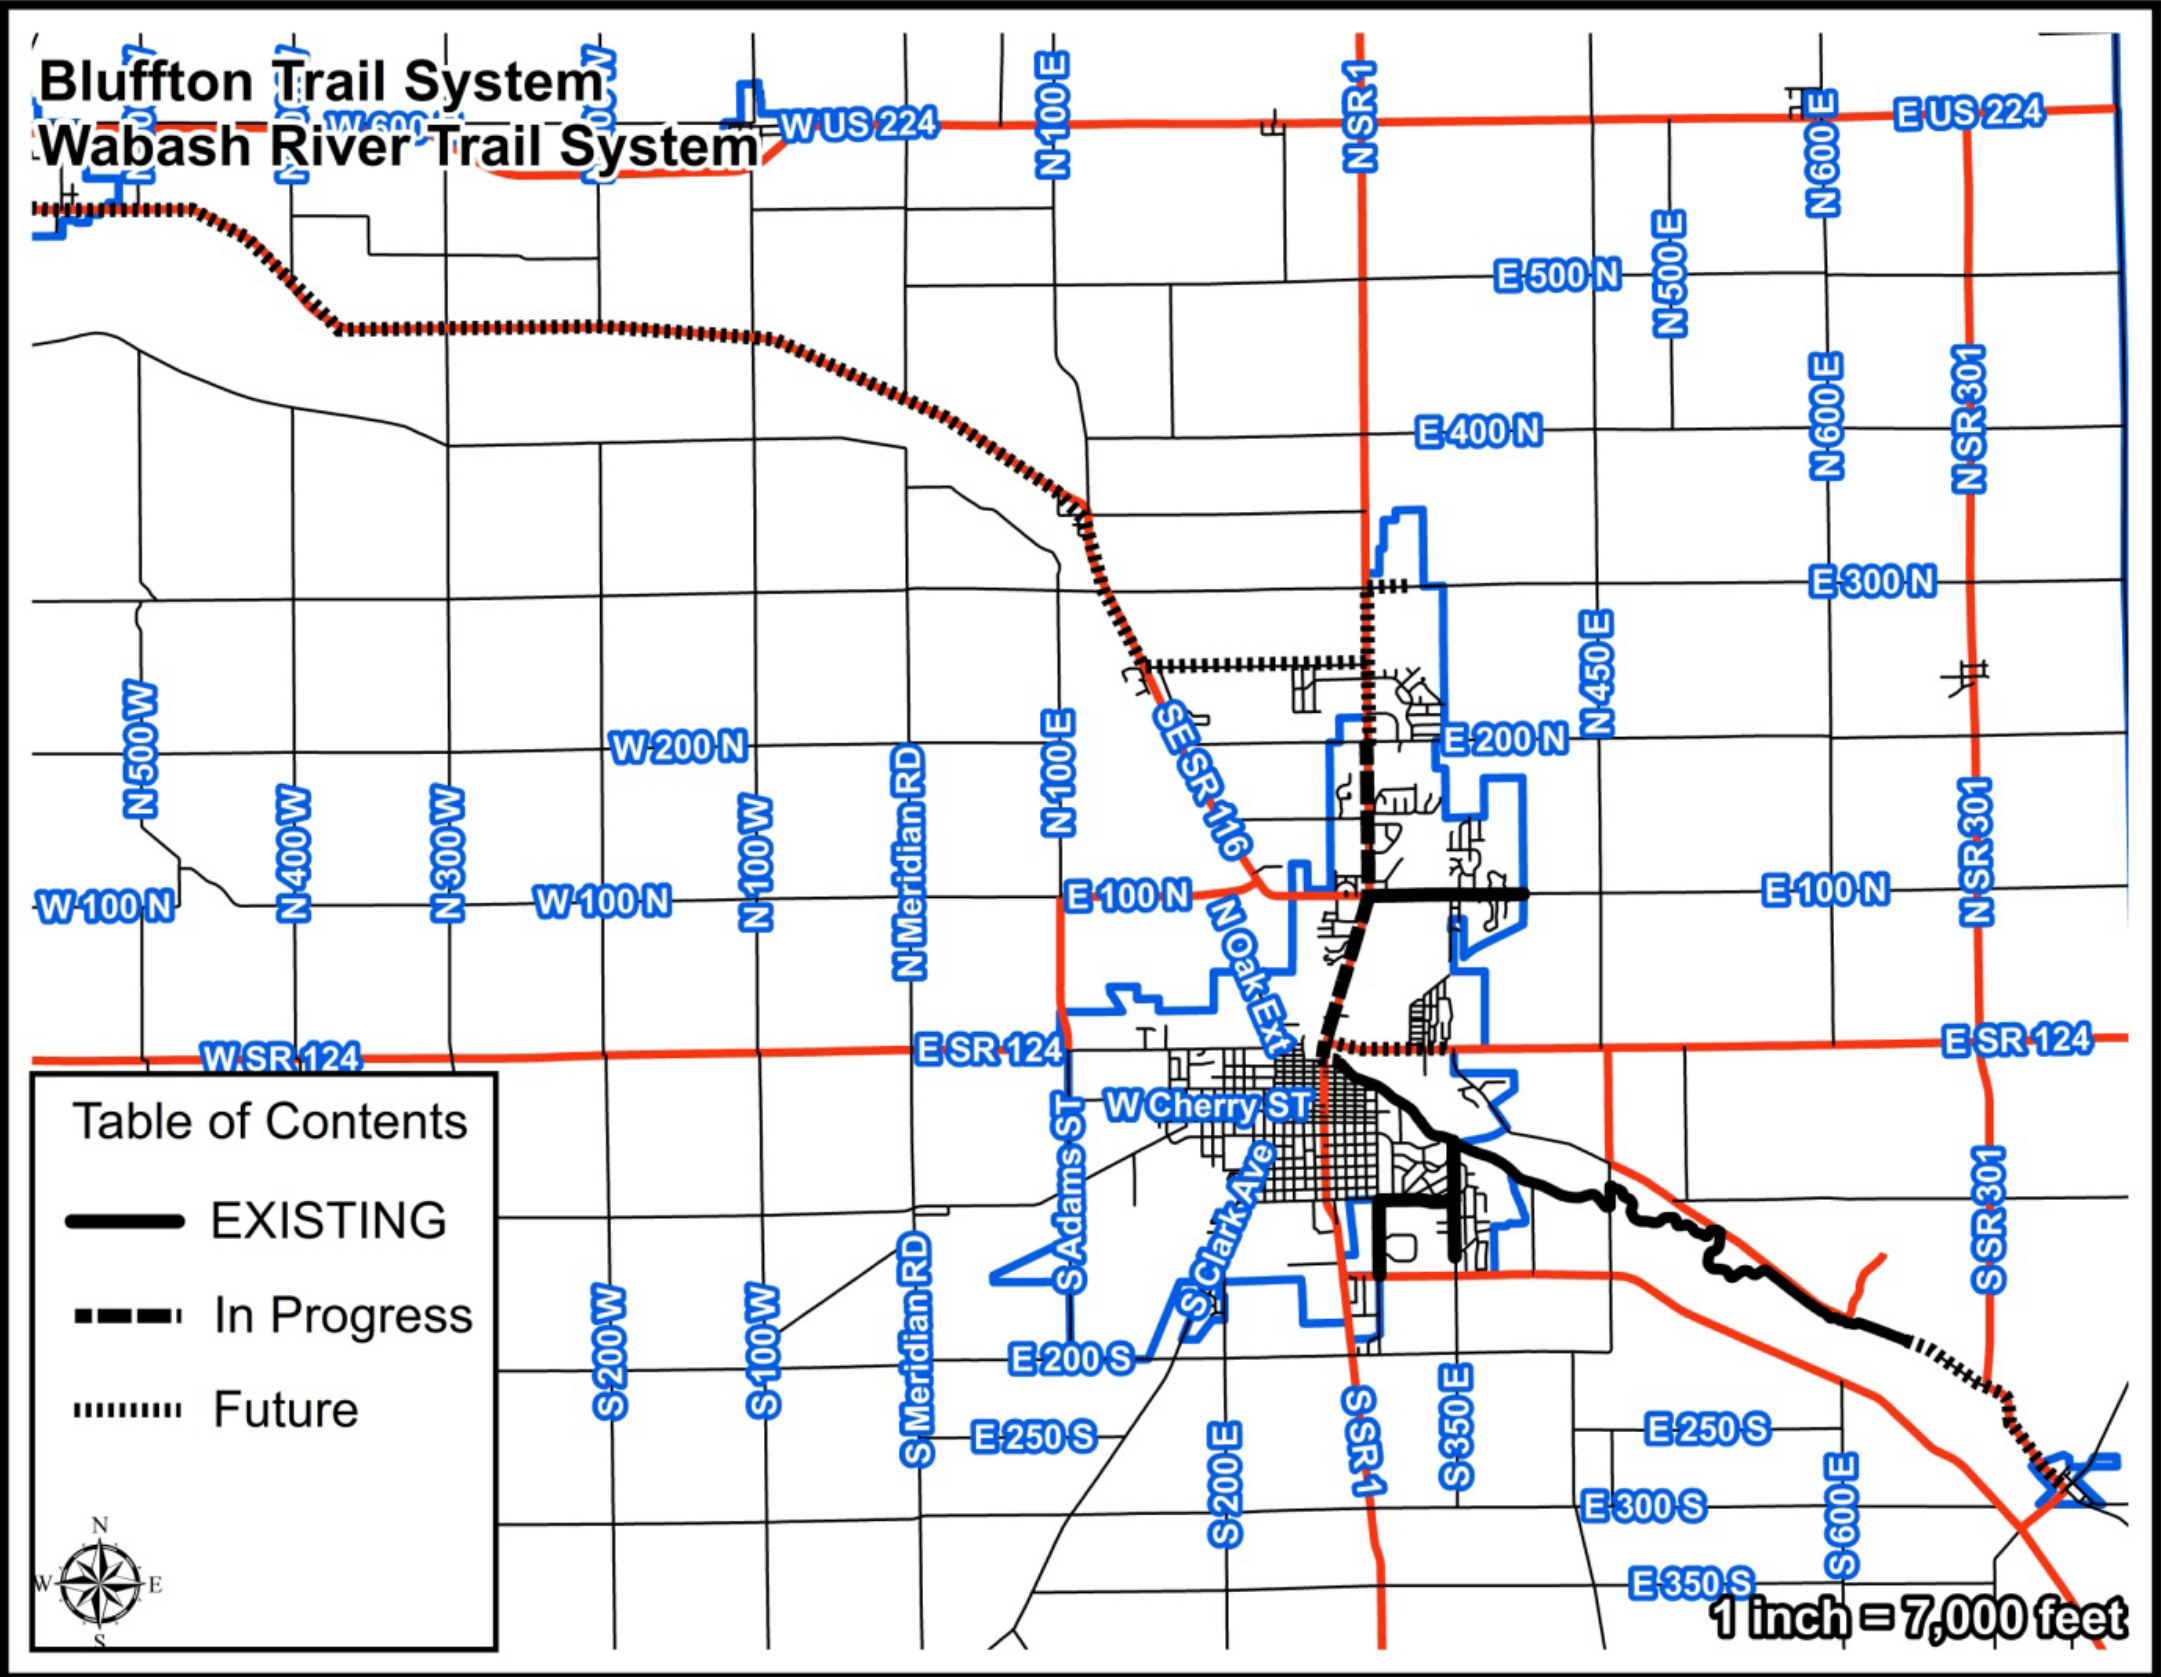 Bluffton Trail System
Wabash River Trail System
W 600
W US 224
N 100 E
N SR 1
N 600 E
E US 224
E 500 N
N 500 E
E 400 N
N 600 E
N SR 301
E 300 N
N 450 E
N 500 W
W 200 N
N 100 E
SE SR 116
E 200 N
N 400 W
N 300 W
N 100 W
N Meridian RD
N SR 301
W 100 N
W 100 N
E 100 N
E 100 N
N Oak Ext
W SR 124
E SR 124
E SR 124
W Cherry ST
S Adams ST
S Clark Ave
S SR 301
Table of Contents
EXISTING
In Progress
Future
N
W
E
S
S 200 W
S 100 W
S Meridian RD
E 200 S
E 250 S
S 200 E
S SR 1
S 350 E
E 250 S
E 300 S
S 600 E
E 350 S
1 inch = 7,000 feet